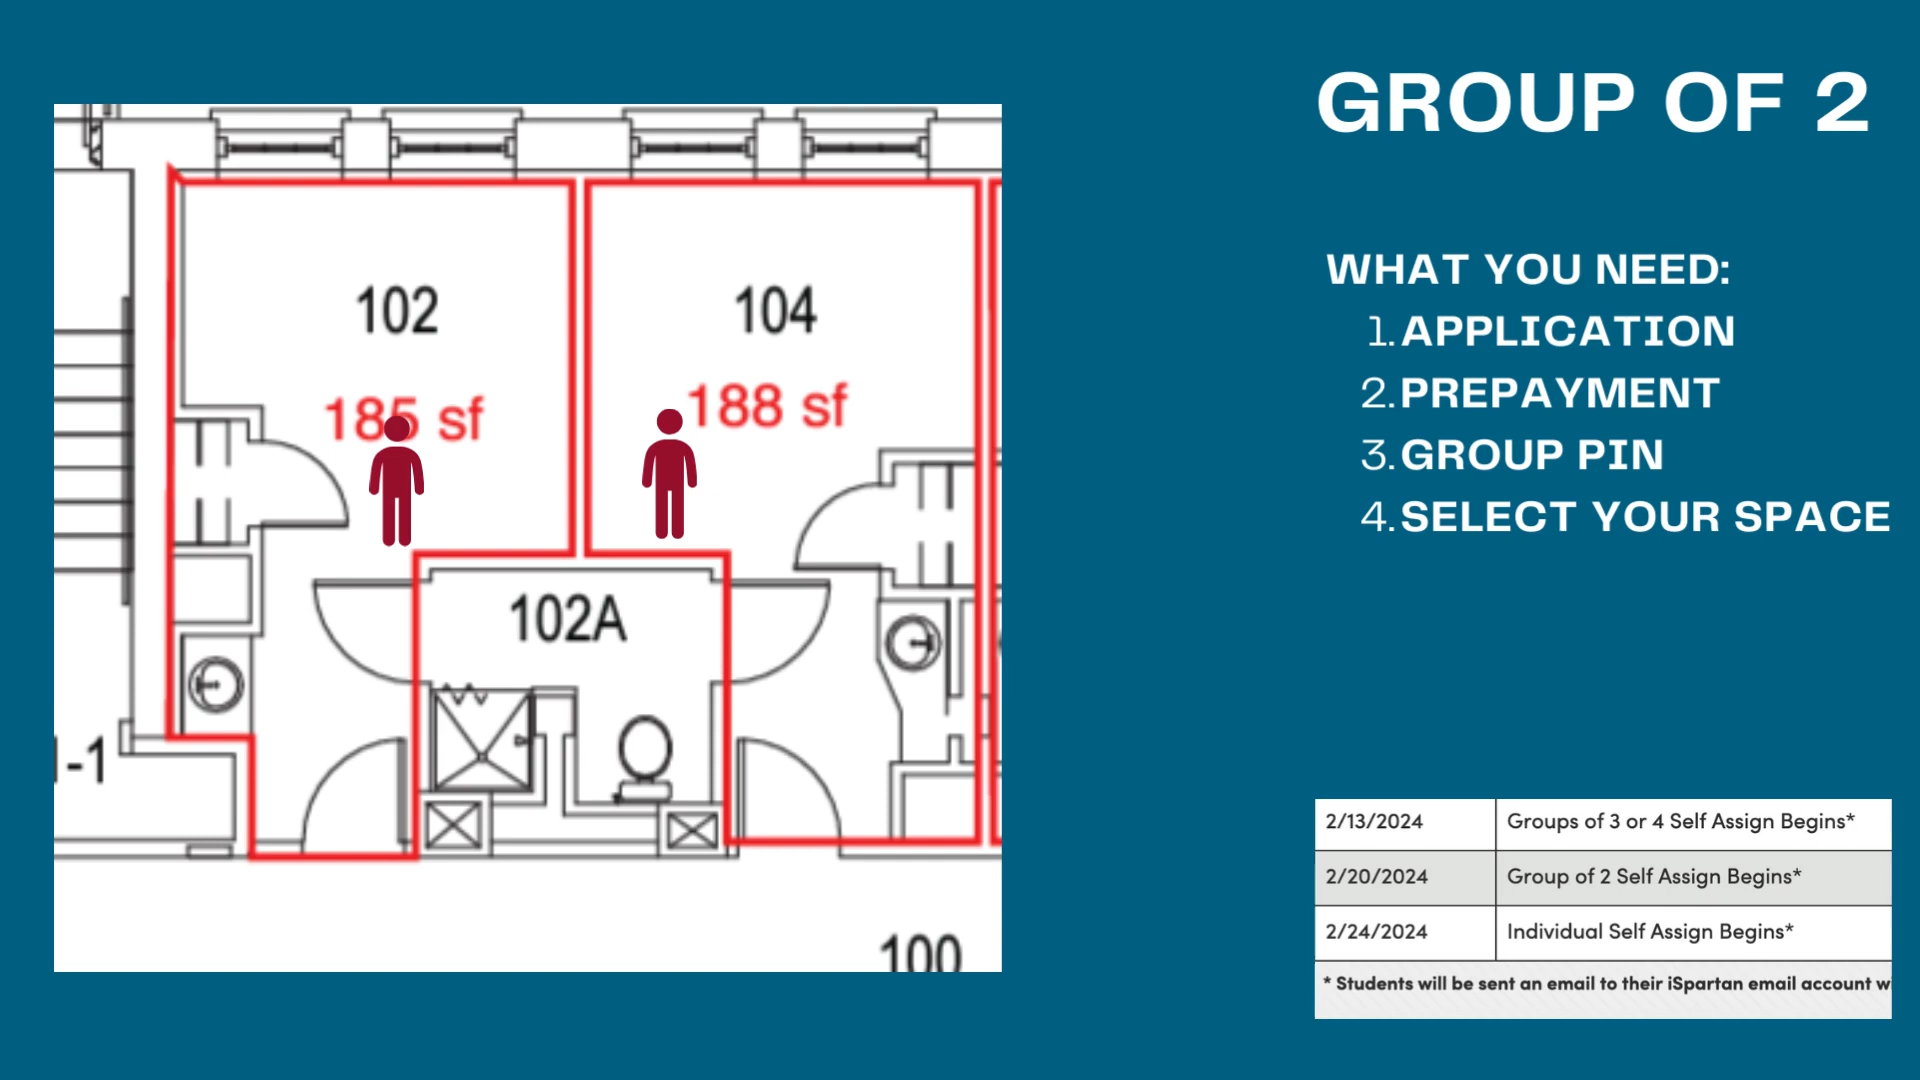 GROUP OF 2
102
104
185 sf
188 sf
102A
-1
100
WHAT YOU NEED:
1. APPLICATION
2. PREPAYMENT
3. GROUP PIN
4. SELECT YOUR SPACE
2/13/2024 Groups of 3 or 4 Self Assign Begins*
2/20/2024 Group of 2 Self Assign Begins*
2/24/2024 Individual Self Assign Begins*
* Students will be sent an email to their iSpartan email account